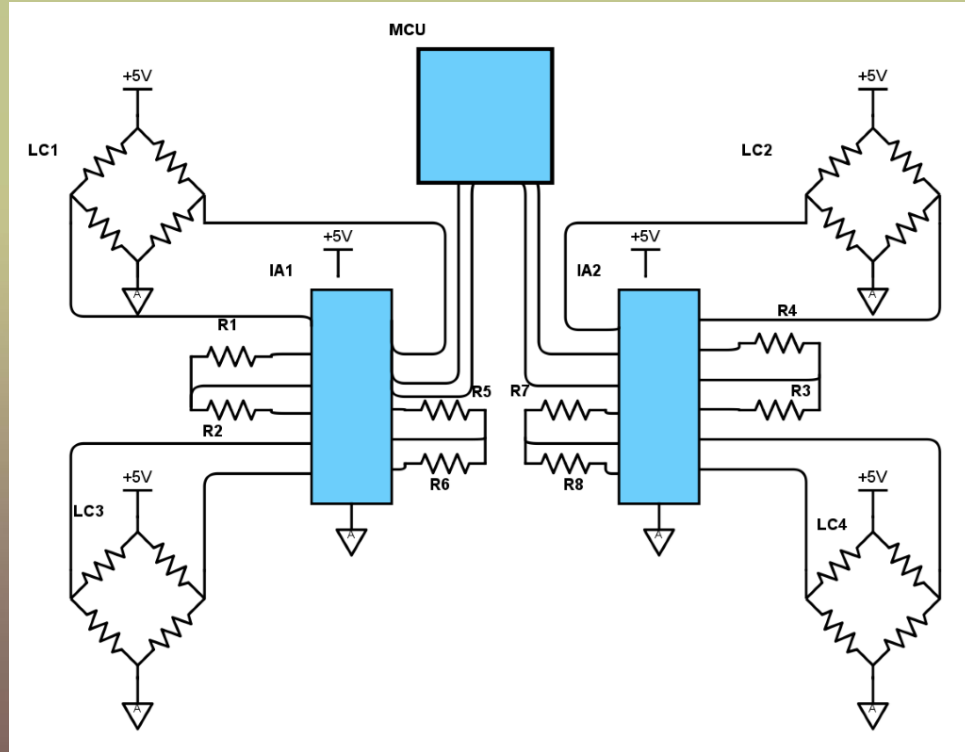 MCU
+5V
+5V
LC1
LC2
+5V
+5V
IA1
IA2
A
A
R1
R4
R5
R7
R3
R2
R6
R8
+5V
+5V
LC3
LC4
A
A
A
A